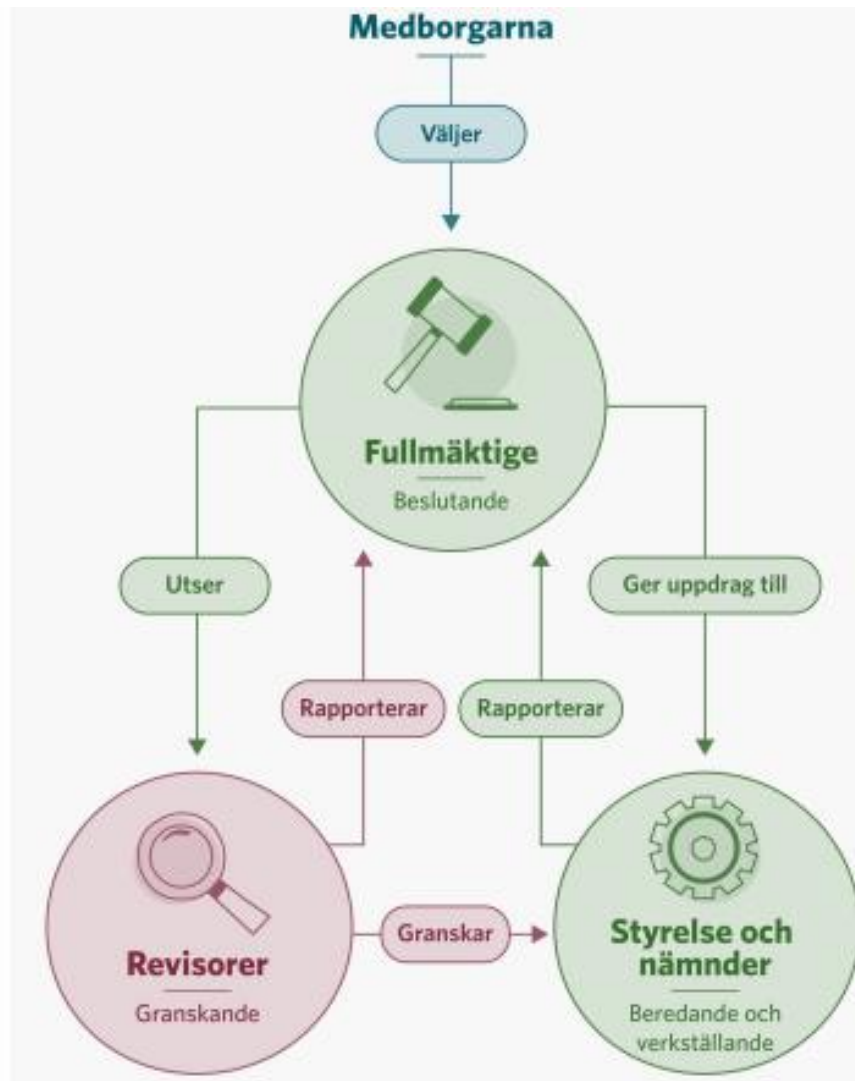 Medborgarna
Väljer
Fullmäktige
Beslutande
Utser
Ger uppdrag till
Rapporterar
Rapporterar
Revisorer
Granskande
Granskar
Styrelse och
nämnder
Beredande och
verkställande